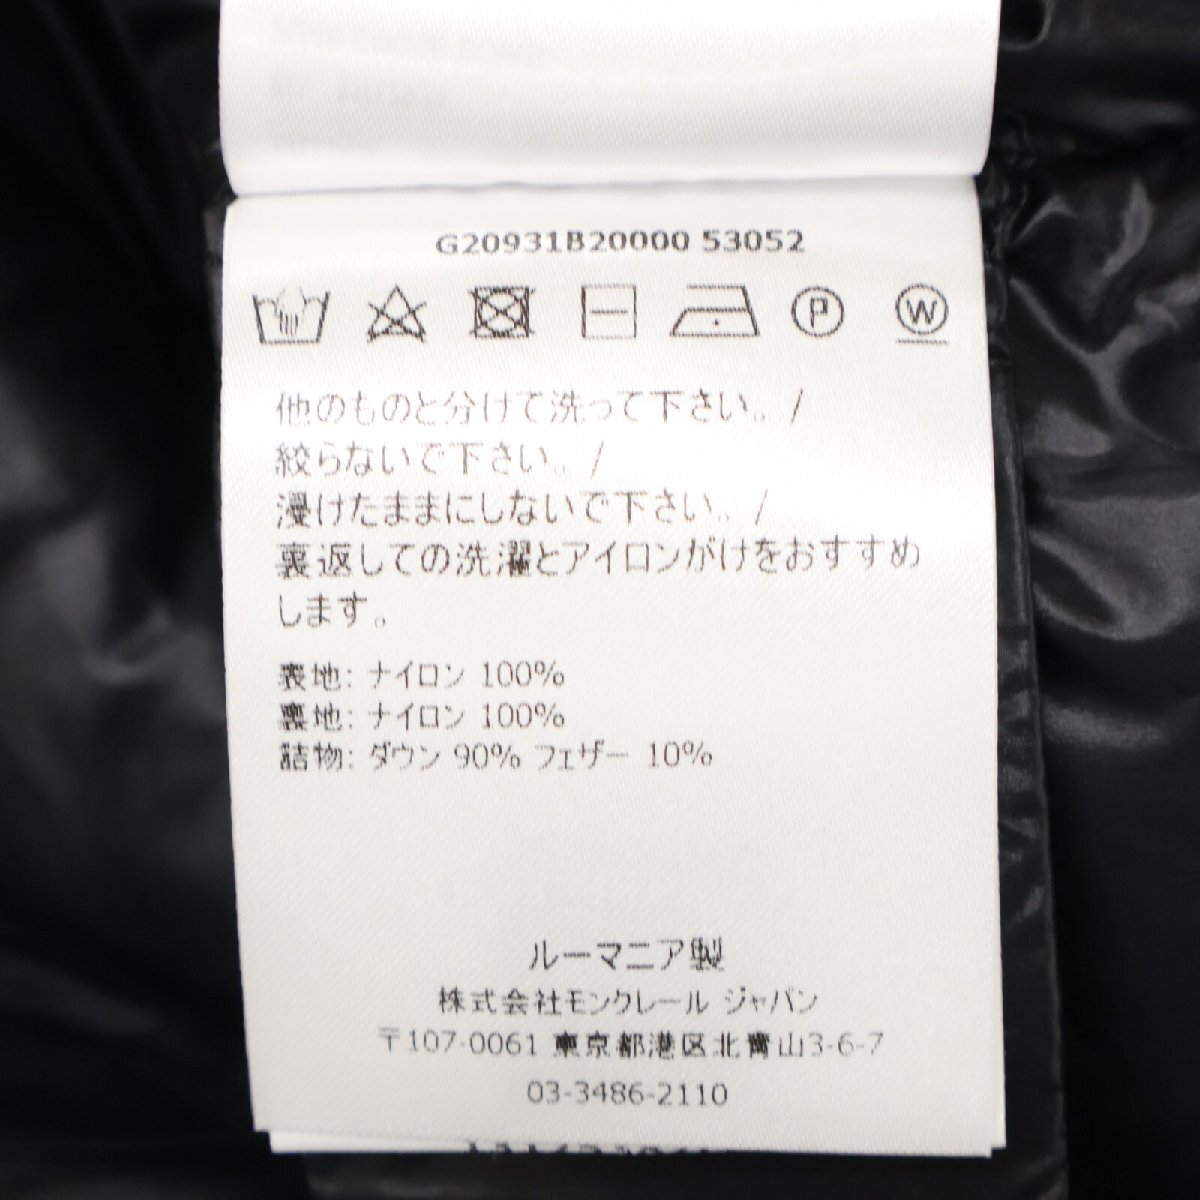 G20931B20000 53052
P W
他のものと分けて洗って下さい。/
絞らないで下さい。/
浸けたままにしないで下さい。/
裏返しての洗濯とアイロンがけをおすすめ
します。
表地: ナイロン 100%
裏地: ナイロン 100%
詰物: ダウン 90% フェザー 10%
ルーマニア製
株式会社モンクレール ジャパン
〒107-0061 東京都港区北青山3-6-7
03-3486-2110